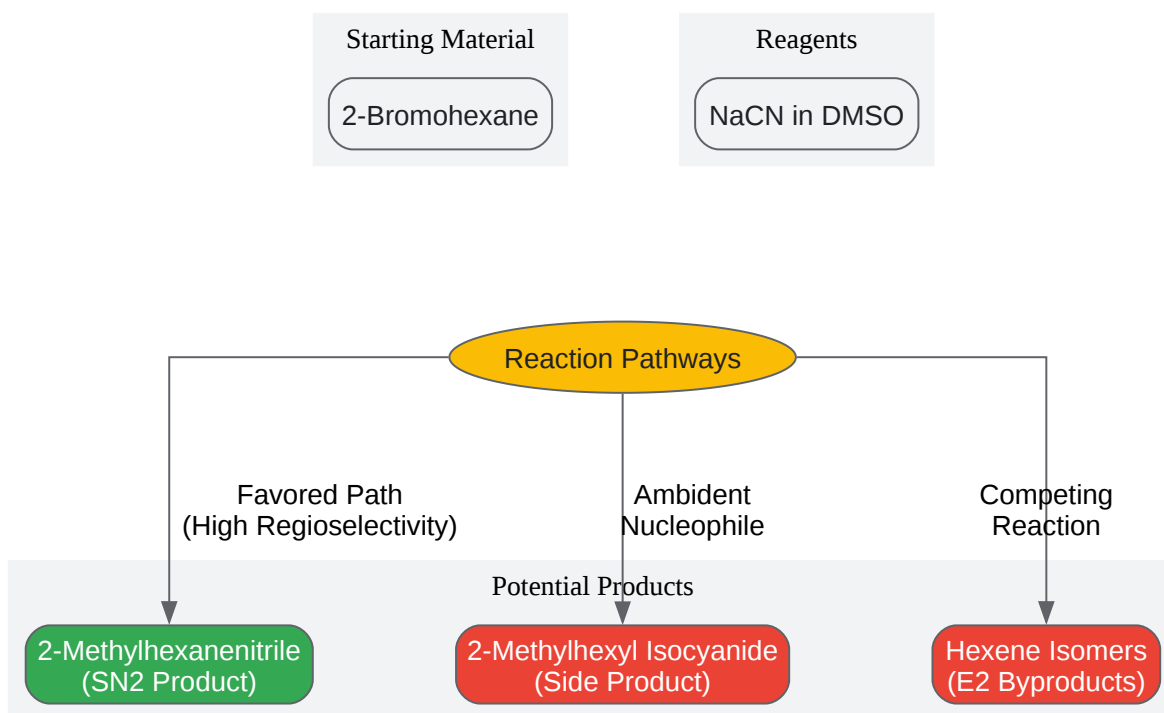 Starting Material
Reagents
2-Bromohexane
NaCN in DMSO
Reaction Pathways
Favored Path
(High Regioselectivity)
Ambident
Nucleophile
Competing
Reaction
Potential Products
2-Methylhexanenitrile
(SN2 Product)
2-Methylhexyl Isocyanide
(Side Product)
Hexene Isomers
(E2 Byproducts)